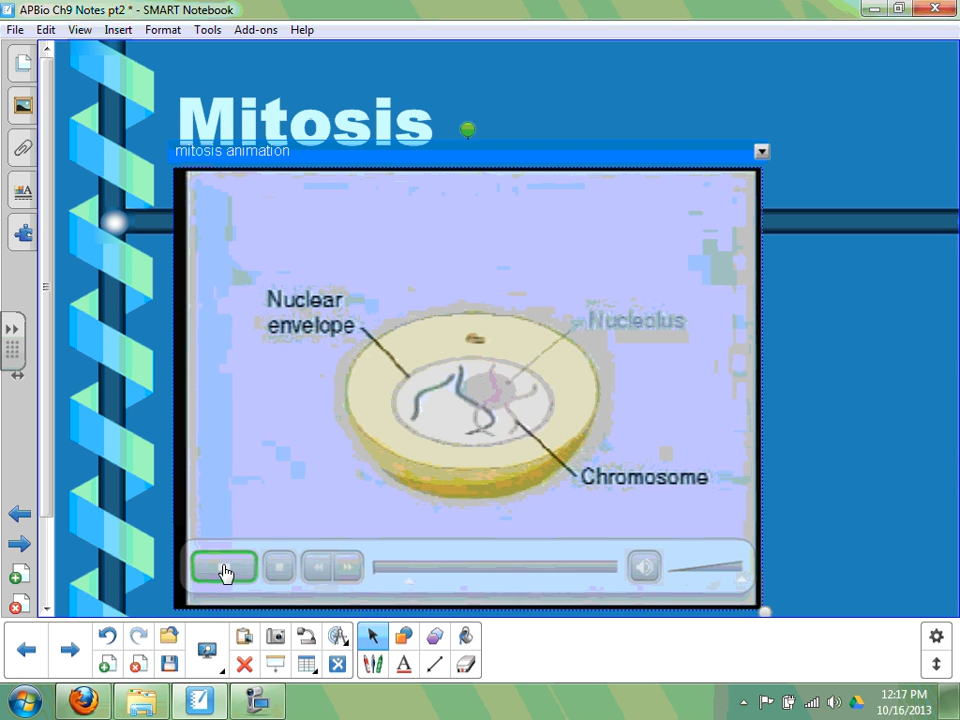 APBio Ch9 Notes pt2 * - SMART Notebook
File Edit View Insert Format Tools Add-ons Help
Mitosis
mitosis animation
Nuclear
envelope
Nucleolus
Chromosome
12:17 PM
10/16/2013